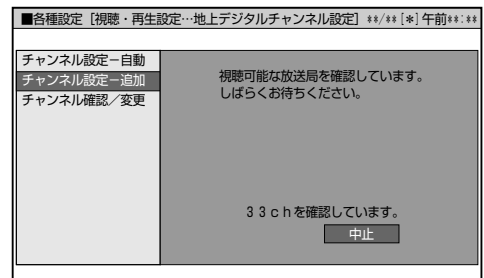 ■各種設定［視聴・再生設定…地上デジタルチャンネル設定］ **/**［*］午前**:**
チャンネル設定－自動
チャンネル設定－追加
チャンネル確認／変更
視聴可能な放送局を確認しています。
しばらくお待ちください。
３３ｃｈを確認しています。
中止